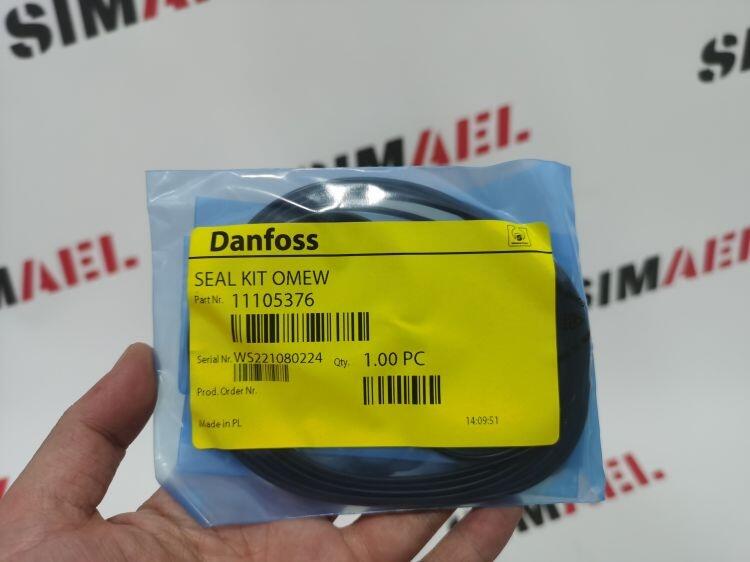 SIMAEL
S
SIMAEL
SIMAEL
SIMAEL
SIMAEL
Danfoss
SEAL KIT OMEW
Part Nr. 11105376
Serial Nr. WS221080224 Qty. 1.00 PC
Prod. Order Nr.
Made in PL 14:09:51